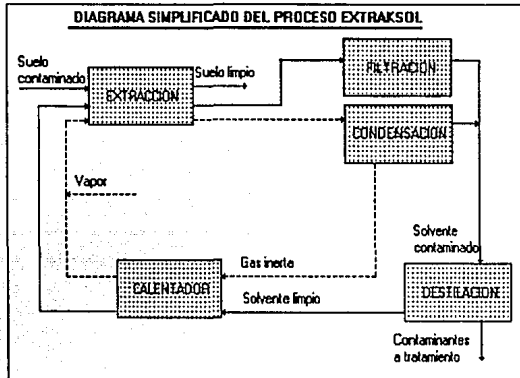 DIAGRAMA SIMPLIFICADO DEL PROCESO EXTRAKSOL
Suelo
contaminado
Suelo limpio
EXTRACCION
FILTRACION
CONDENSACION
Vapor
Solvente
contaminado
Gas inerte
CALENTADOR
Solvente limpio
DESTILACION
Contaminantes
a tratamiento